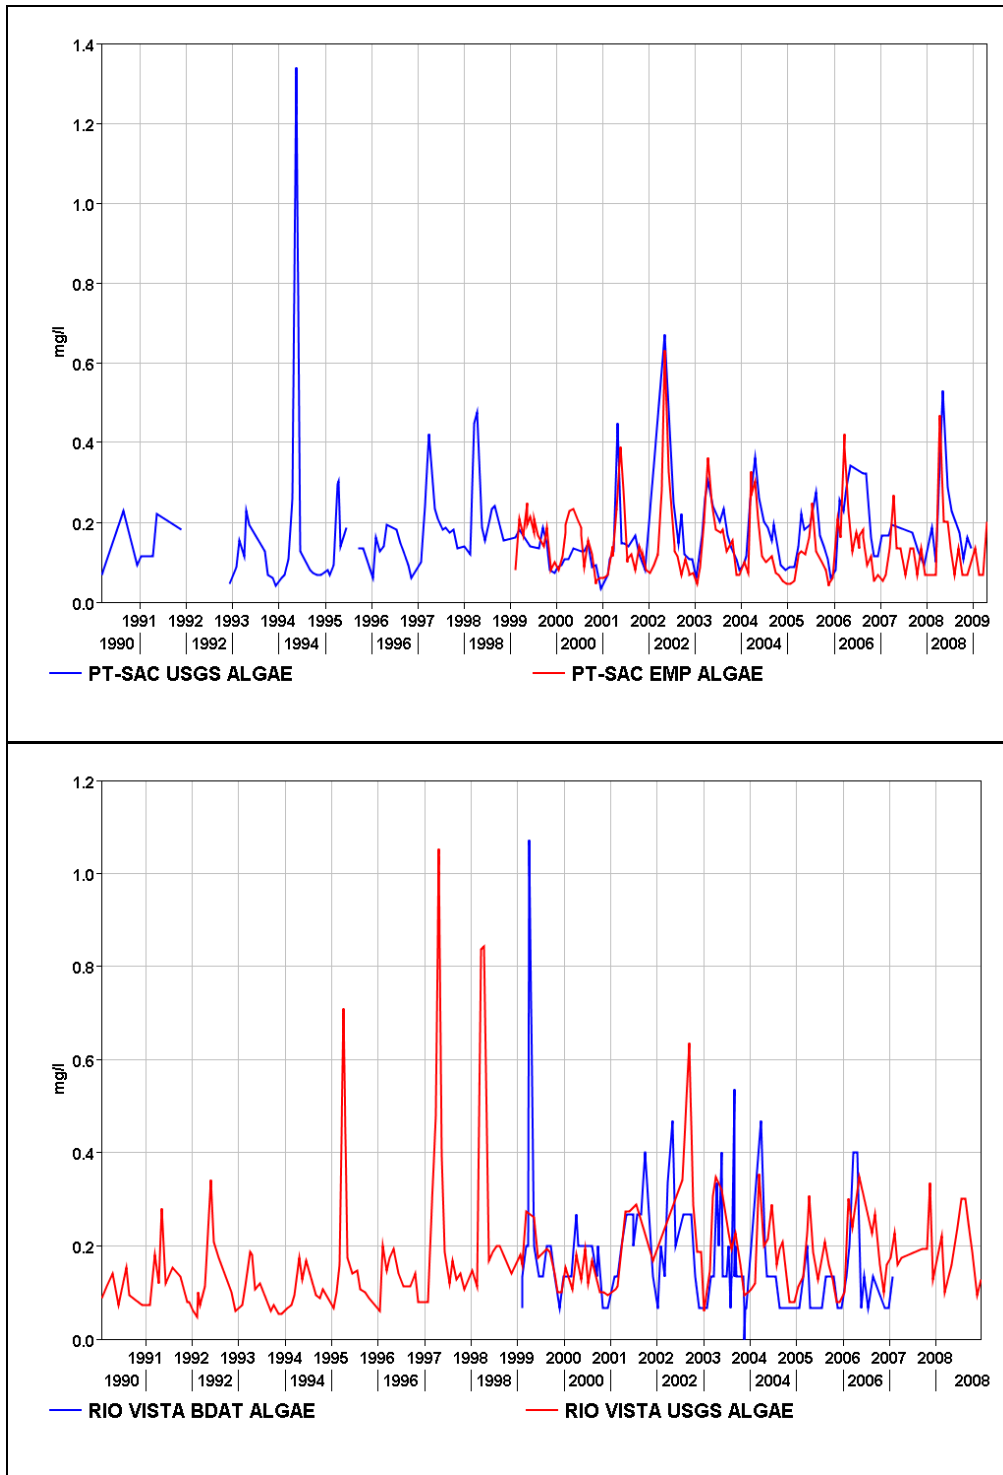 1.4
1.2
1.0
0.8
0.6
0.4
0.2
0.0
mg/l
1991 1992 1993 1994 1995 1996 1997 1998 1999 2000 2001 2002 2003 2004 2005 2006 2007 2008 2009
1990 1992 1994 1996 1998 2000 2002 2004 2006 2008
PT-SAC USGS ALGAE PT-SAC EMP ALGAE
1.2
1.0
0.8
0.6
0.4
0.2
0.0
mg/l
1991 1992 1993 1994 1995 1996 1997 1998 1999 2000 2001 2002 2003 2004 2005 2006 2007 2008
1990 1992 1994 1996 1998 2000 2002 2004 2006 2008
RIO VISTA BDAT ALGAE RIO VISTA USGS ALGAE